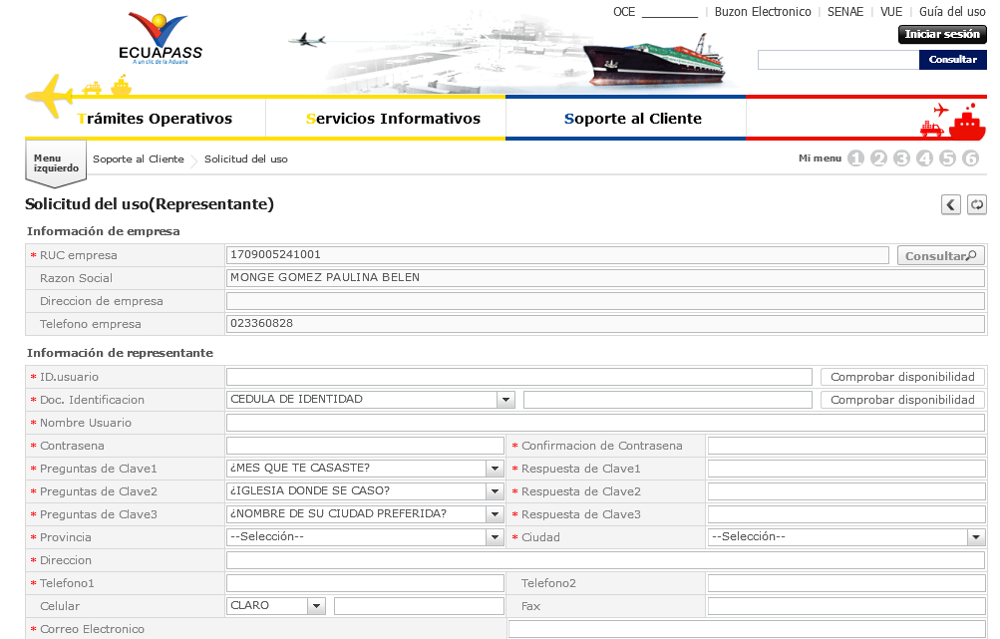 OCE ________ | Buzon Electronico | SENAE | VUE | Guía del uso
Iniciar sesión
Consultar
ECUAPASS
A un clic de la Aduana
Trámites Operativos Servicios Informativos Soporte al Cliente
Menu izquierdo
Soporte al Cliente Solicitud del uso
Mi menu 1 2 3 4 5 6
Solicitud del uso(Representante)
Información de empresa
* RUC empresa 1709005241001 Consultar
Razon Social MONGE GOMEZ PAULINA BELEN
Direccion de empresa
Telefono empresa 023360828
Información de representante
* ID.usuario Comprobar disponibilidad
* Doc. Identificacion CEDULA DE IDENTIDAD Comprobar disponibilidad
* Nombre Usuario
* Contrasena * Confirmacion de Contrasena
* Preguntas de Clave1 ¿MES QUE TE CASASTE? * Respuesta de Clave1
* Preguntas de Clave2 ¿IGLESIA DONDE SE CASO? * Respuesta de Clave2
* Preguntas de Clave3 ¿NOMBRE DE SU CIUDAD PREFERIDA? * Respuesta de Clave3
* Provincia --Selección-- * Ciudad --Selección--
* Direccion
* Telefono1 Telefono2
Celular CLARO Fax
* Correo Electronico